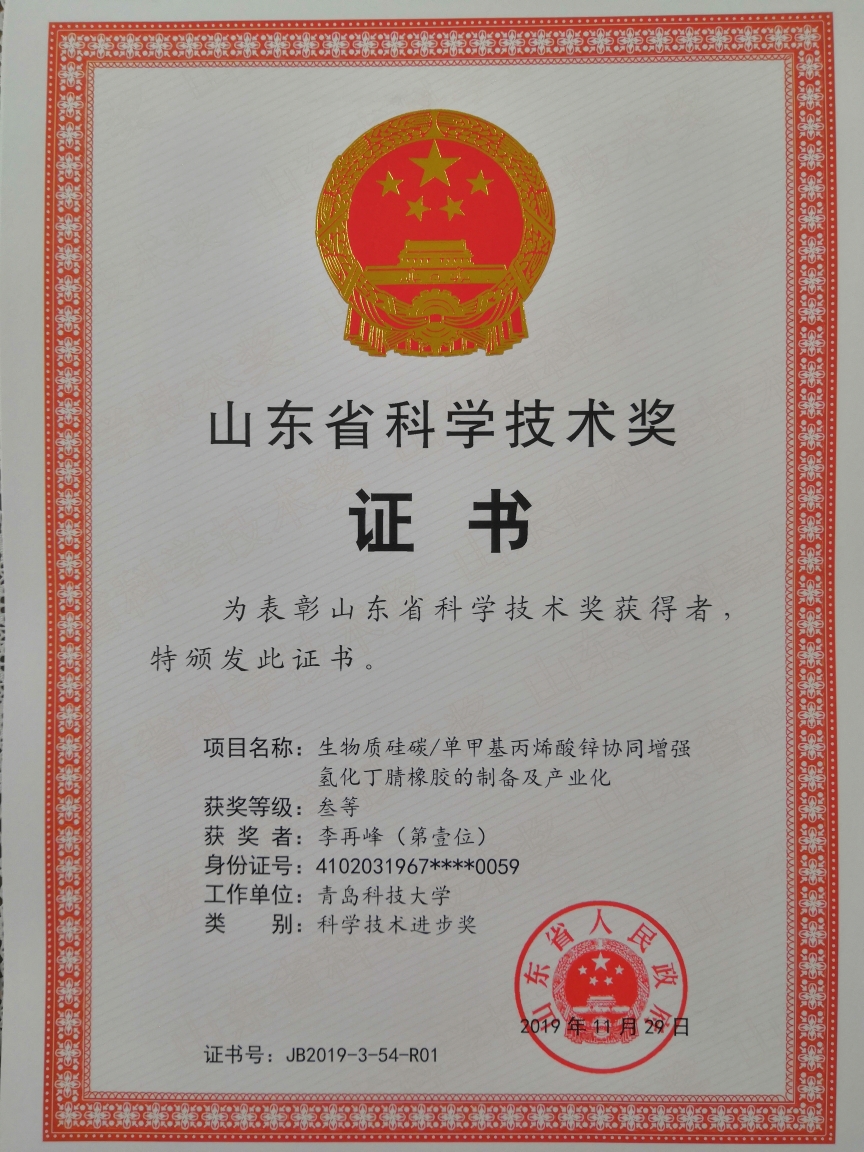 山东省科学技术奖
证书
为表彰山东省科学技术奖获得者，
特颁发此证书。
项目名称：生物质硅碳/单甲基丙烯酸锌协同增强
氢化丁腈橡胶的制备及产业化
获奖等级：叁等
获奖者：李再峰（第壹位）
身份证号：4102031967****0059
工作单位：青岛科技大学
类别：科学技术进步奖
山东省人民政府
2019年11月29日
证书号：JB2019-3-54-R01